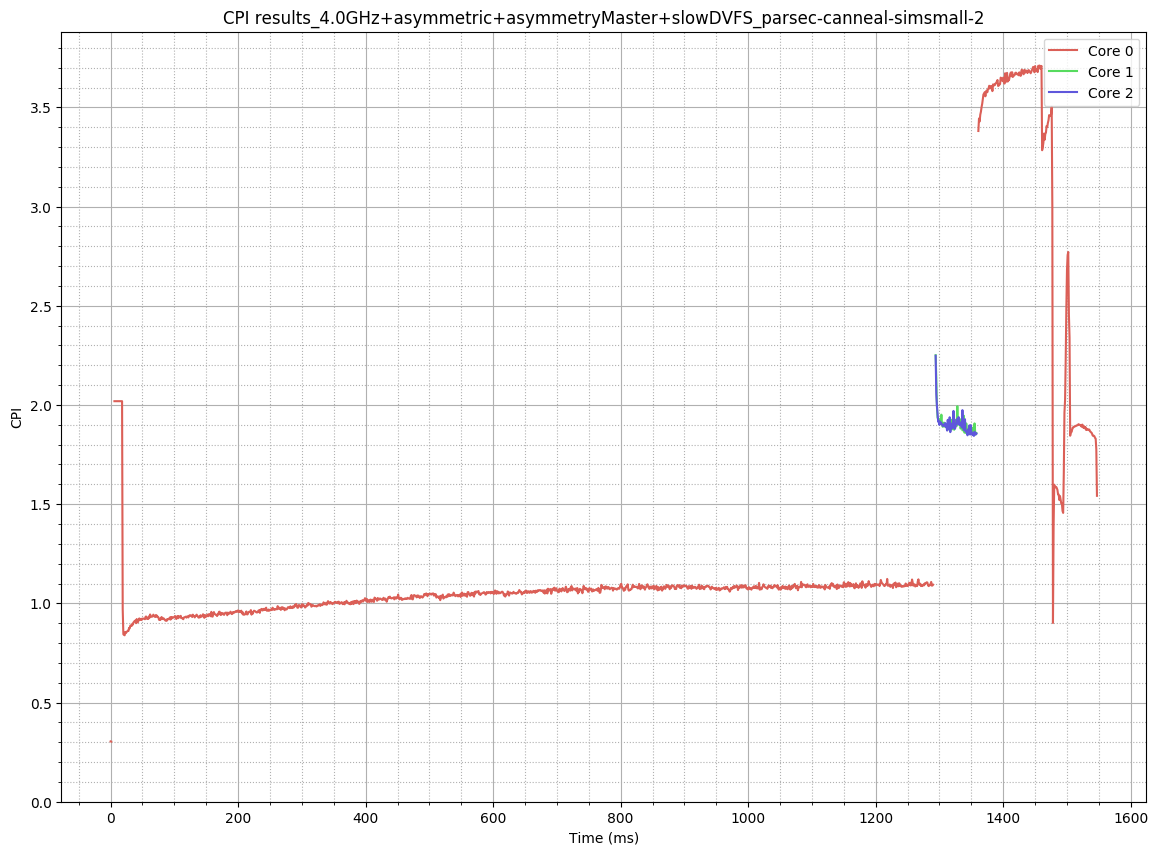 CPI results_4.0GHz+asymmetric+asymmetryMaster+slowDVFS_parsec-canneal-simsmall-2
Core 0
Core 1
Core 2
3.5
3.0
2.5
2.0
1.5
1.0
0.5
0.0
CPI
0 200 400 600 800 1000 1200 1400 1600
Time (ms)